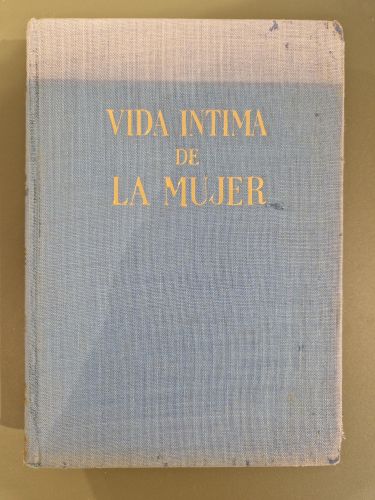 VIDA INTIMA
DE
LA MUJER